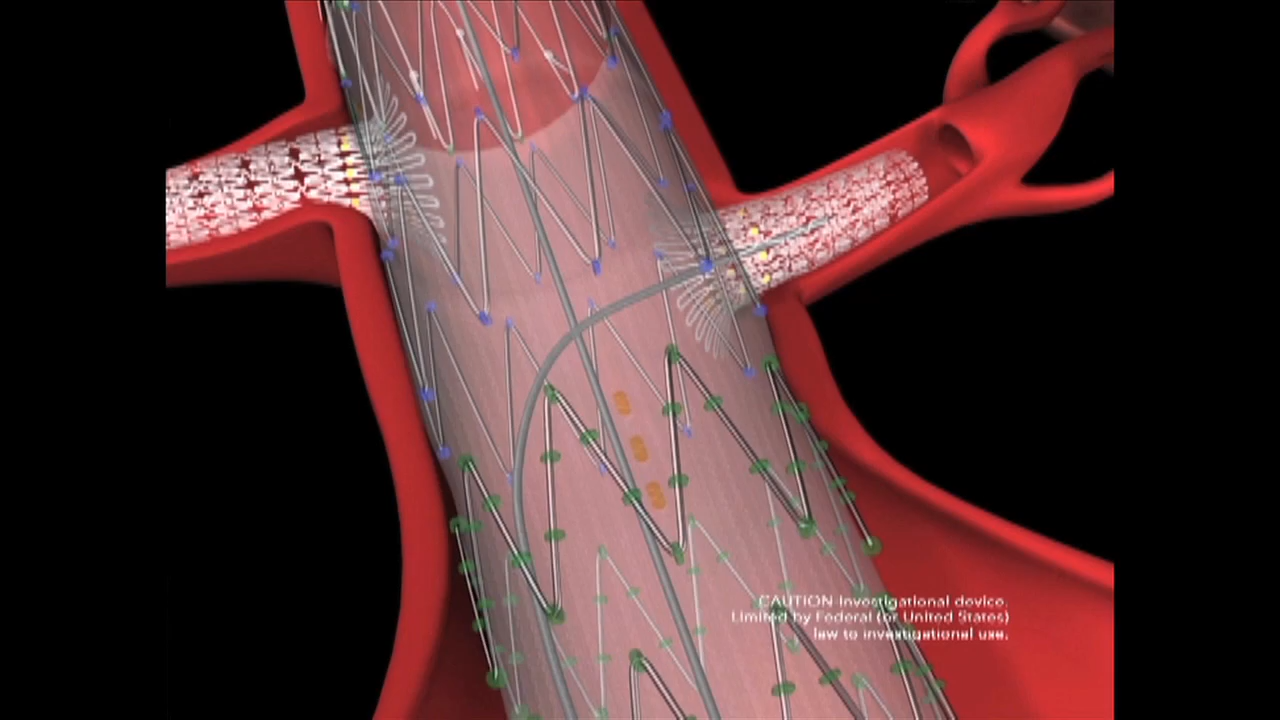 CAUTION-Investigational device.
Limited by Federal (or United States)
law to investigational use.